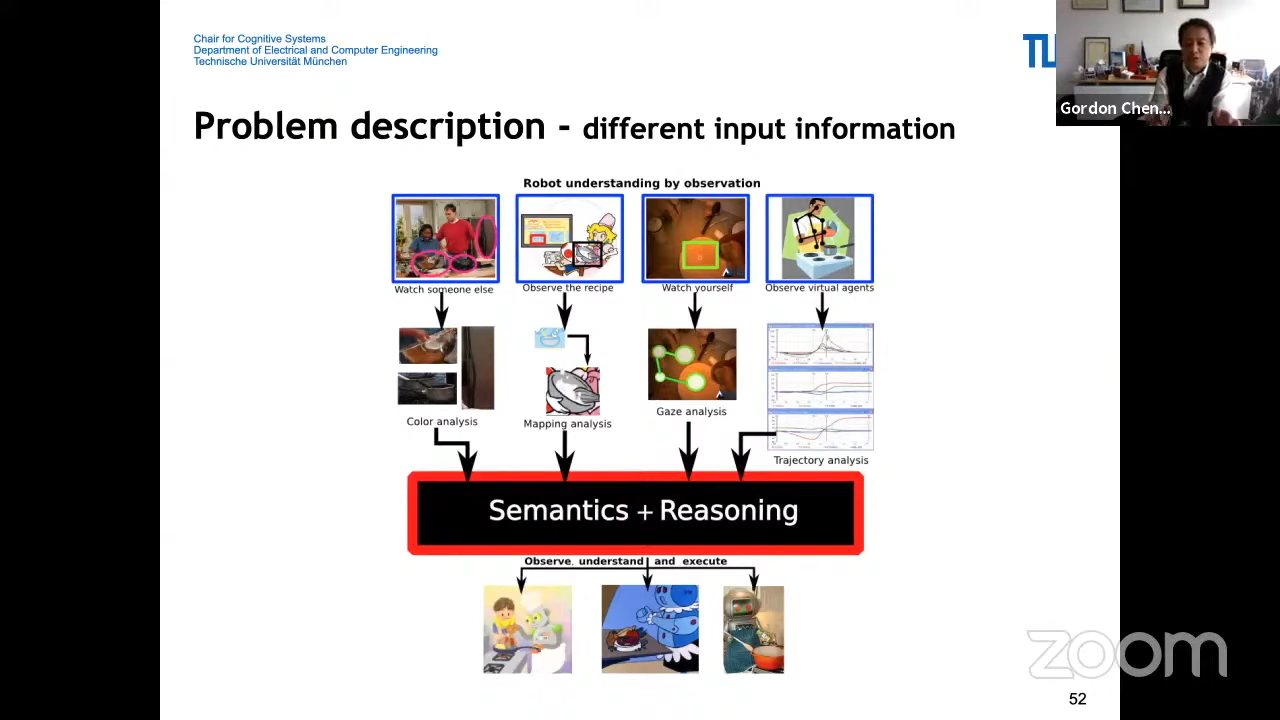 Chair for Cognitive Systems
Department of Electrical and Computer Engineering
Technische Universität München
TU
Gordon Chen...
Problem description - different input information
Robot understanding by observation
Watch someone else
Observe the recipe
Watch yourself
Observe virtual agents
Color analysis
Mapping analysis
Gaze analysis
Trajectory analysis
Semantics + Reasoning
Observe, understand and execute
zoom
52